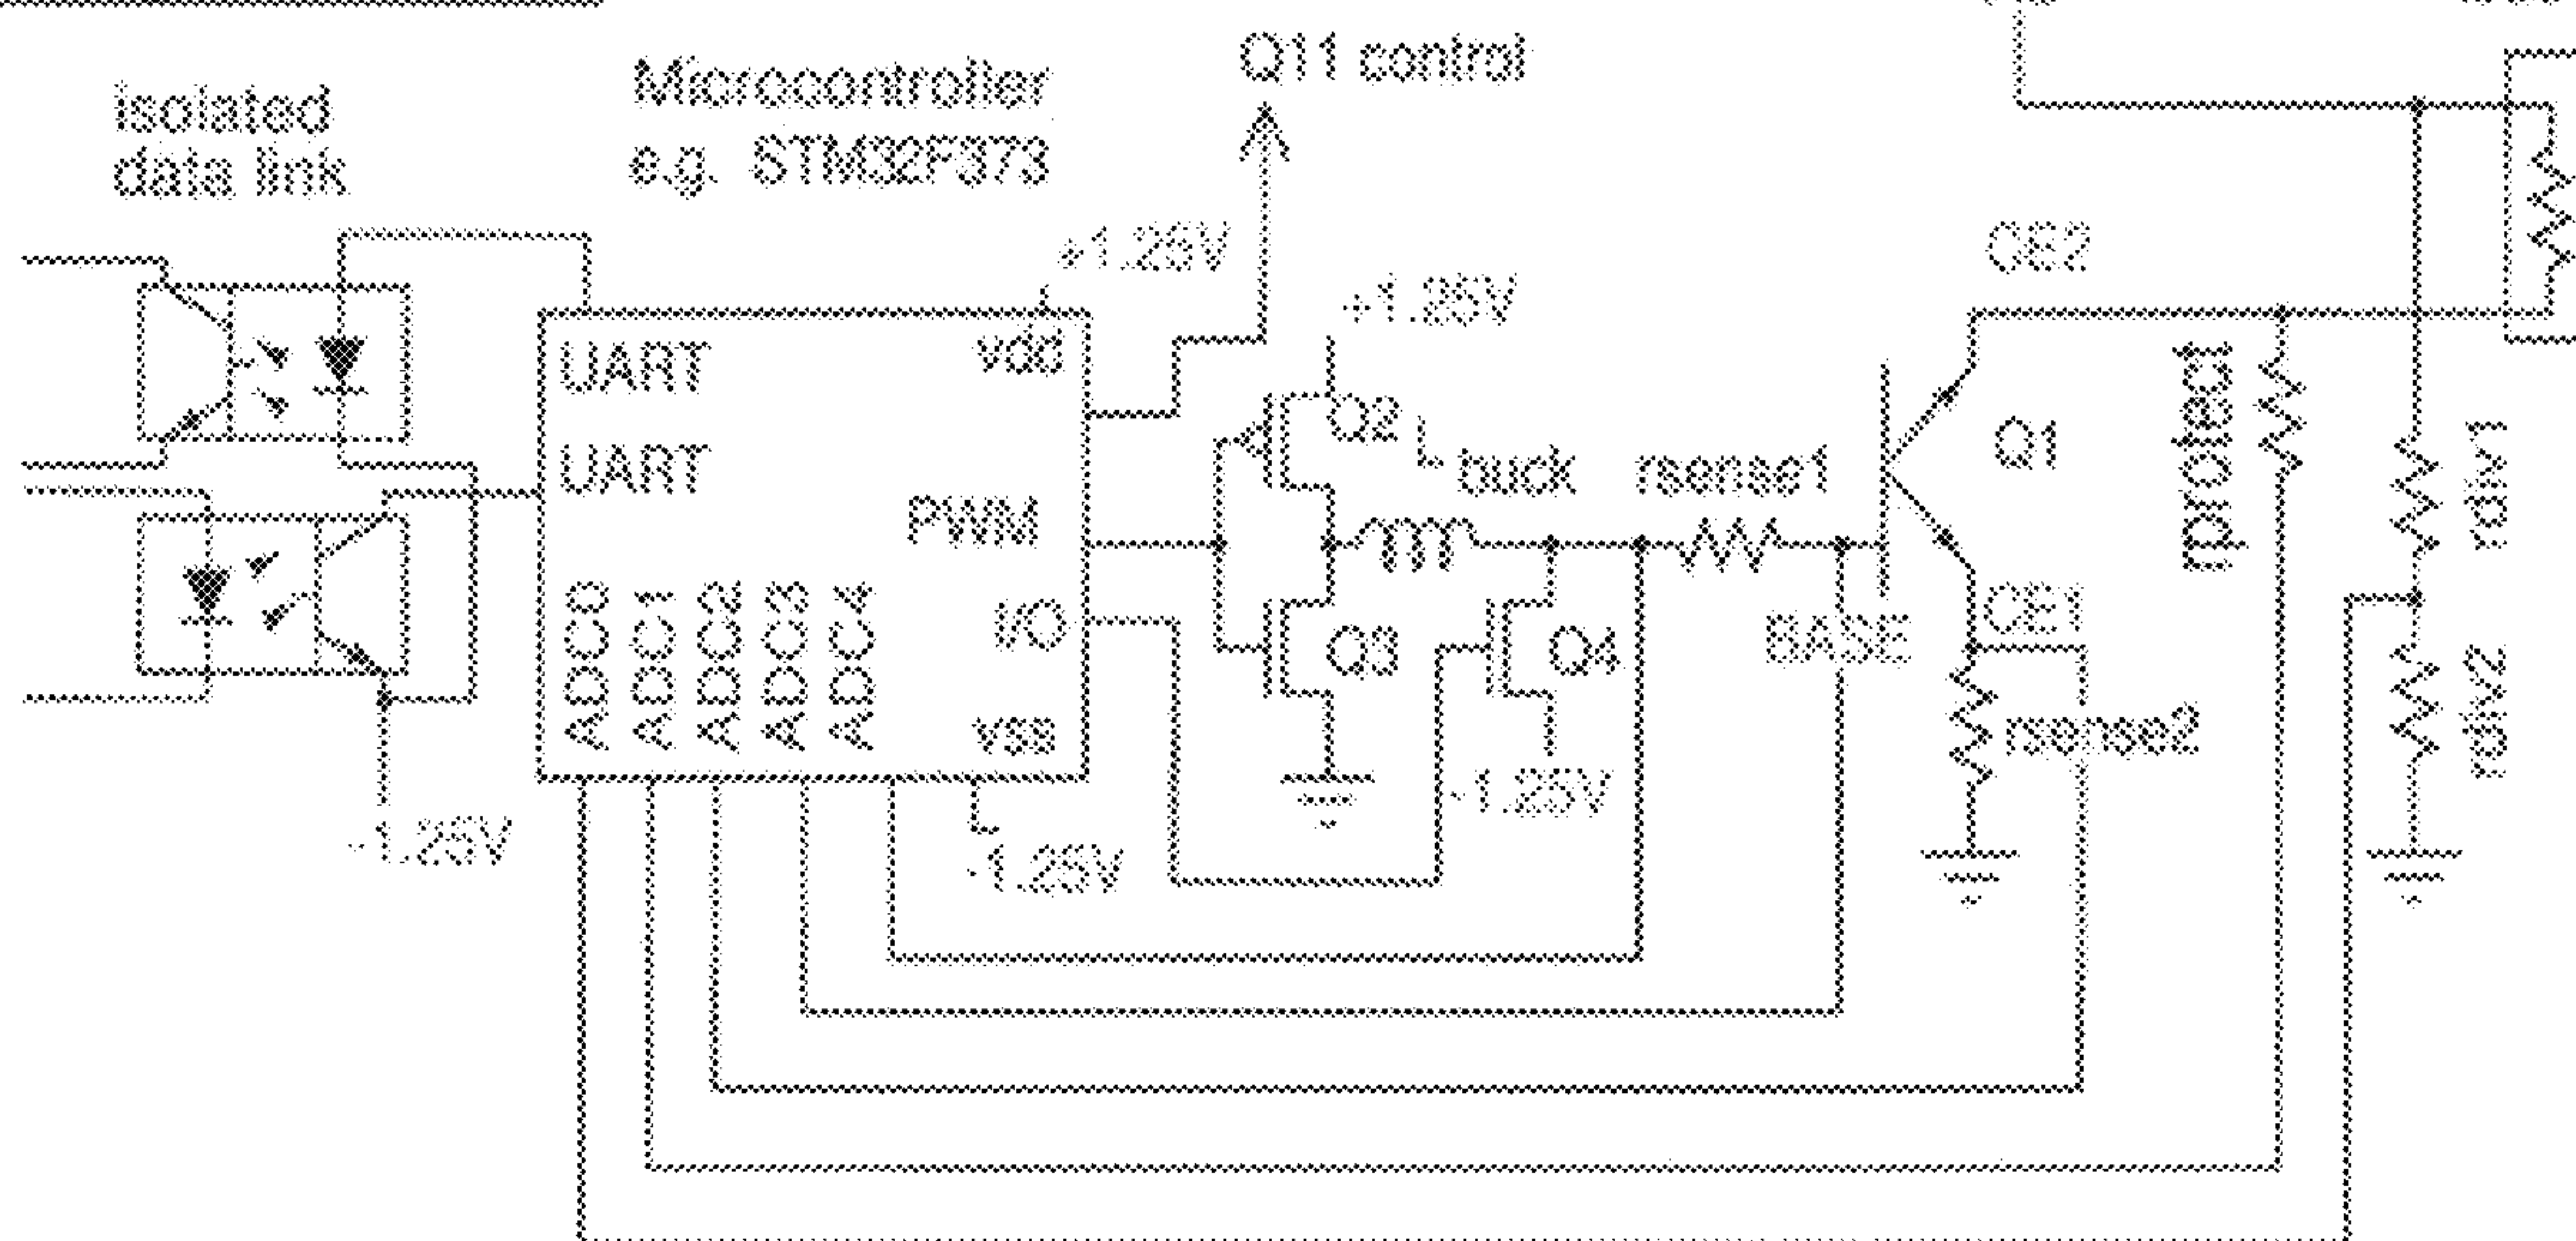 isolated
data link
Microcontroller
e.g. STM32F373
Q11 control
+1.25V
+1.25V
CE2
UART
vdd
UART
PWM
I/O
ADC0
ADC1
ADC2
ADC3
ADC4
vss
Q2
L buck
rsense1
Q1
rprotect
rdiv1
Q3
Q4
BASE
CE1
rsense2
rdiv2
-1.25V
-1.25V
-1.25V